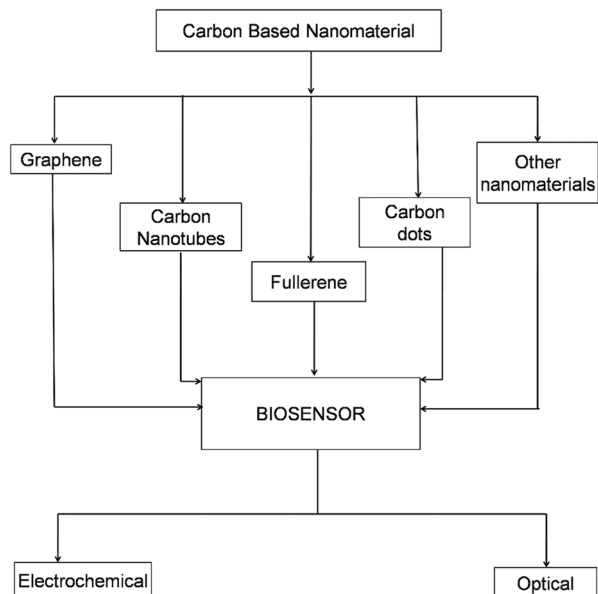 Carbon Based Nanomaterial
Graphene
Carbon
Nanotubes
Fullerene
Carbon
dots
Other
nanomaterials
BIOSENSOR
Electrochemical
Optical